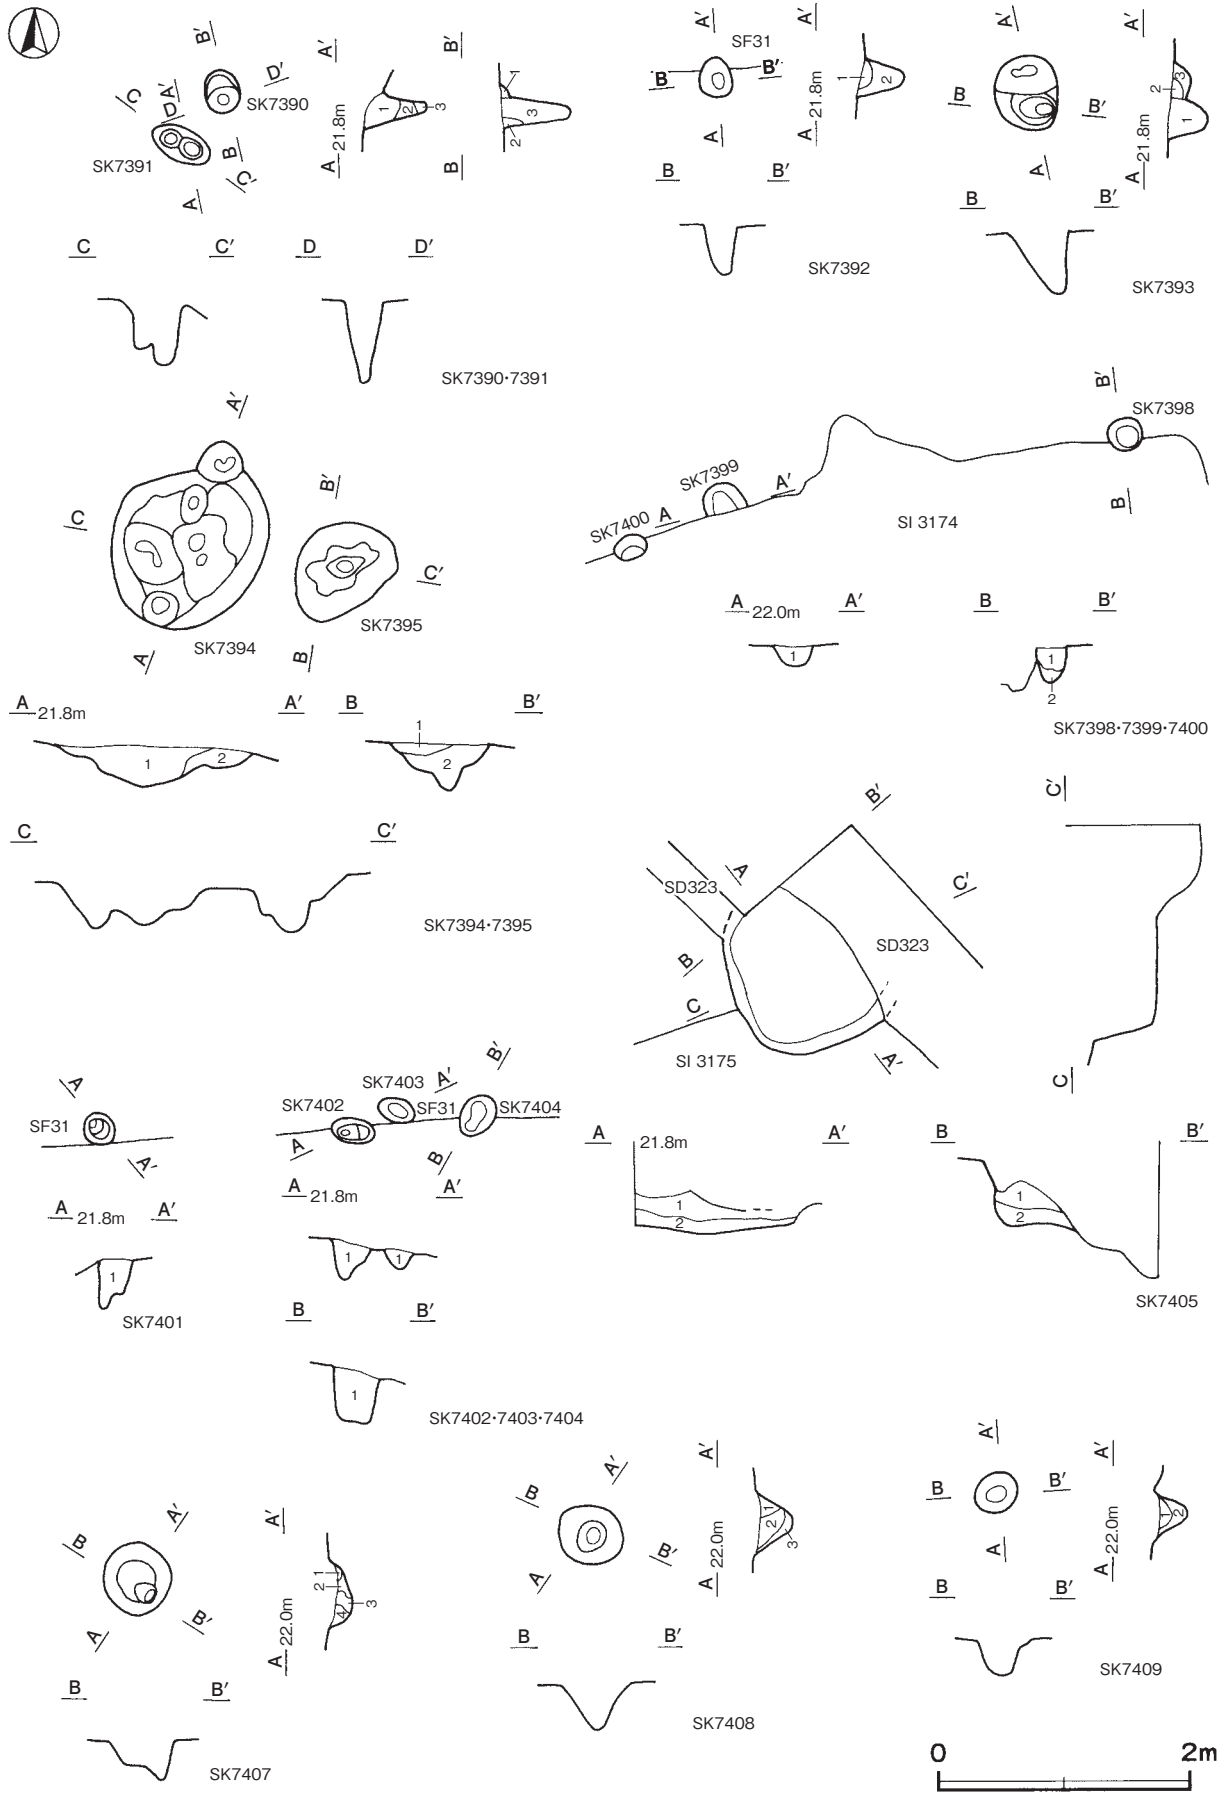 B′
D′
C
A′
D
SK7390
SK7391
B
C′
A
A′
1
2
3
A 21.8m
B′
1
3
2
B
C
C′
D
D′
SK7390・7391
A′
SF31
B
B′
A
A′
1
2
A 21.8m
B
B′
SK7392
A′
B
B′
A
A′
3
2
1
A 21.8m
B
B′
SK7393
A′
C
SK7394
A
B′
C′
SK7395
B
A 21.8m
A′
1
2
B
B′
1
2
C
C′
SK7394・7395
B′
SK7398
SK7399
A′
SK7400
A
SI 3174
B
A 22.0m
A′
1
B
B′
1
2
SK7398・7399・7400
B′
A
SD323
C′
SD323
B
C
SI 3175
A′
C′
C
A
21.8m
A′
1
2
B
B′
1
2
SK7405
A
SF31
A′
A 21.8m
A′
1
SK7401
B′
SK7403
A′
SK7402
SF31
SK7404
A
B
A 21.8m
A′
1
1
B
B′
1
SK7402・7403・7404
A′
B
B′
A
A′
1
2
3
4
A 22.0m
B
B′
SK7407
A′
B
B′
A
A′
1
2
3
A 22.0m
B
B′
SK7408
A′
B
B′
A
A′
1
2
A 22.0m
B
B′
SK7409
0
2m